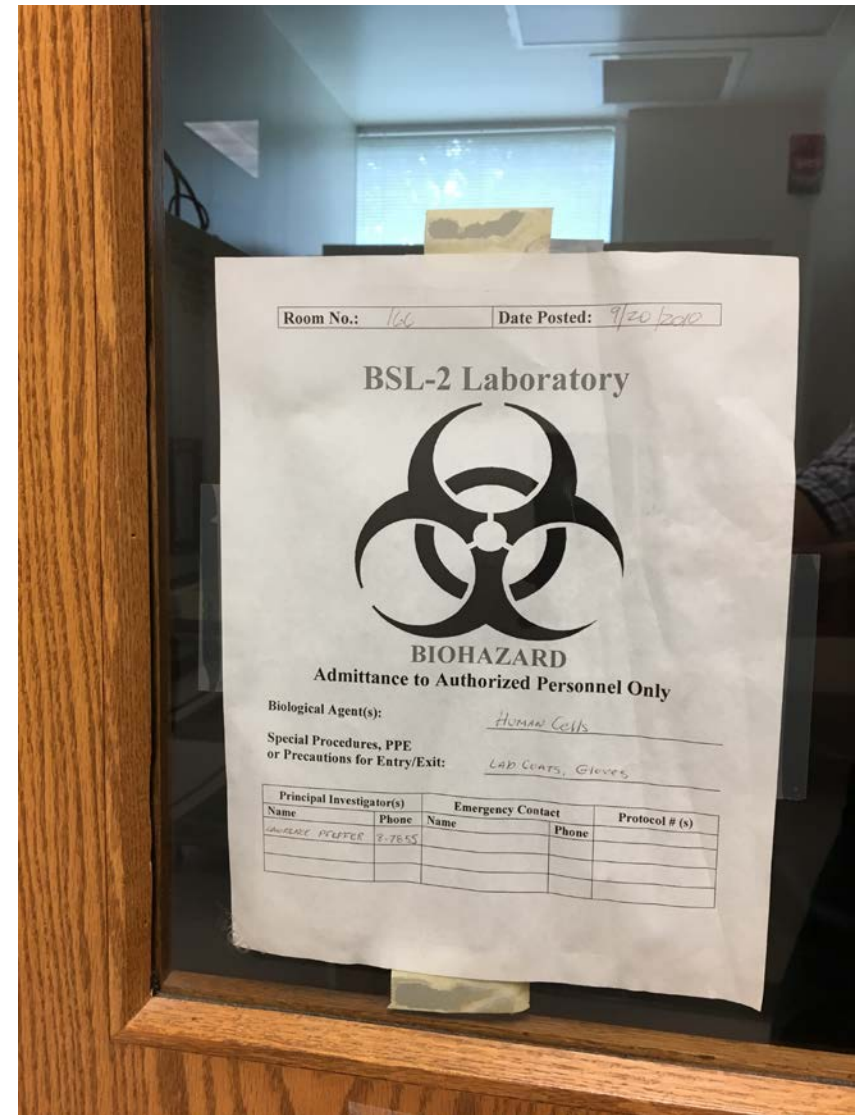 Room No.: 166 Date Posted: 9/20/2010
BSL-2 Laboratory
BIOHAZARD
Admittance to Authorized Personnel Only
Biological Agent(s): Human Cells
Special Procedures, PPE
or Precautions for Entry/Exit: LAB COATS, Gloves
Principal Investigator(s) Emergency Contact Protocol # (s)
Name Phone Name Phone
PFEFFER 8-7855